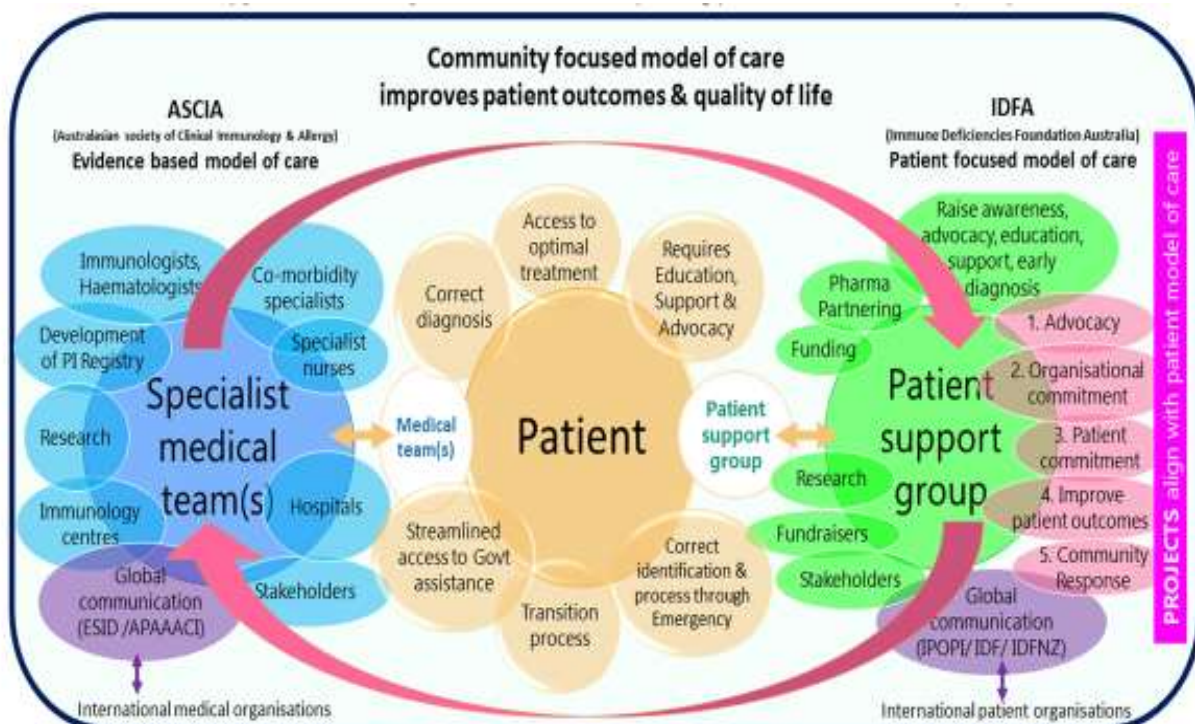 Community focused model of care
improves patient outcomes & quality of life
ASCIA
(Australasian society of Clinical Immunology & Allergy)
Evidence based model of care
IDFA
(Immune Deficiencies Foundation Australia)
Patient focused model of care
Immunologists,
Haematologists
Co-morbidity
specialists
Development
of PI Registry
Specialist
nurses
Research
Immunology
centres
Hospitals
Stakeholders
Global
communication
(ESID /APAAACI)
International medical organisations
Specialist
medical
team(s)
Medical
team(s)
Correct
diagnosis
Access to
optimal
treatment
Requires
Education,
Support &
Advocacy
Patient
Streamlined
access to Govt
assistance
Transition
process
Correct
identification &
process through
Emergency
Patient
support
group
Raise awareness,
advocacy, education,
support, early
diagnosis
Pharma
Partnering
Funding
Research
Fundraisers
Stakeholders
Patient
support
group
1. Advocacy
2. Organisational
commitment
3. Patient
commitment
4. Improve
patient outcomes
5. Community
Response
Global
communication
(IPOPI/ IDF/ IDFNZ)
International patient organisations
PROJECTS align with patient model of care